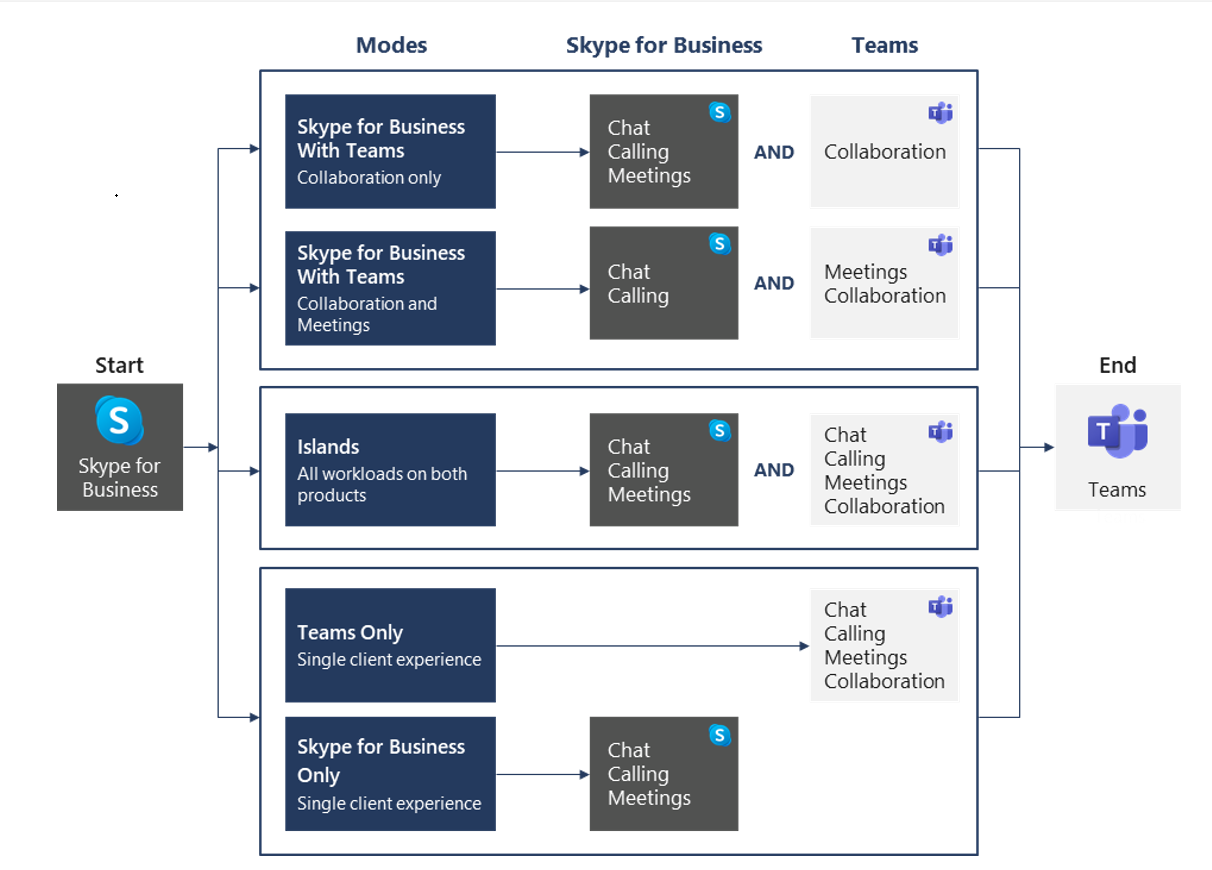 Modes
Skype for Business
Teams
Skype for Business
With Teams
Collaboration only
Chat
Calling
Meetings
AND
Collaboration
Skype for Business
With Teams
Collaboration and
Meetings
Chat
Calling
AND
Meetings
Collaboration
Start
Skype for
Business
Islands
All workloads on both
products
Chat
Calling
Meetings
AND
Chat
Calling
Meetings
Collaboration
End
Teams
Teams Only
Single client experience
Chat
Calling
Meetings
Collaboration
Skype for Business
Only
Single client experience
Chat
Calling
Meetings